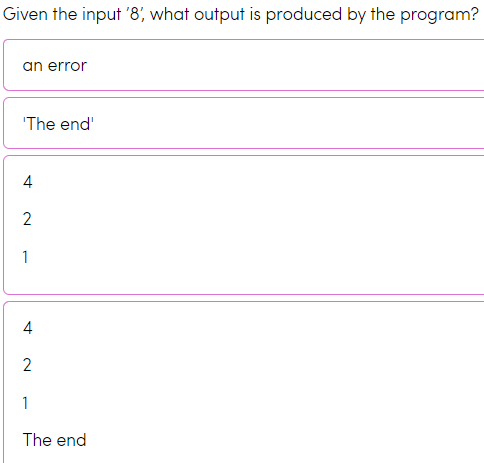 Given the input '8', what output is produced by the program?
an error
'The end'
4
2
1
4
2
1
The end